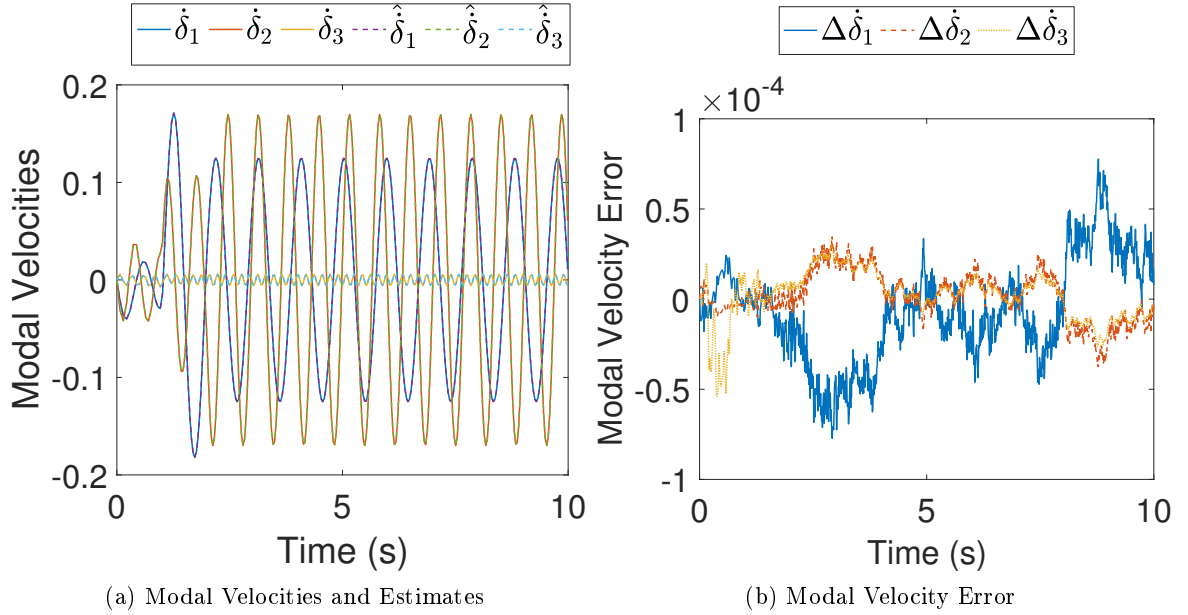 δ̇₁ δ̇₂ δ̇₃ δ̇̂₁ δ̇̂₂ δ̇̂₃
0.2
0.1
0
-0.1
-0.2
Modal Velocities
0 5 10
Time (s)
(a) Modal Velocities and Estimates
Δδ̇₁ Δδ̇₂ Δδ̇₃
×10⁻⁴
1
0.5
0
-0.5
-1
Modal Velocity Error
0 5 10
Time (s)
(b) Modal Velocity Error